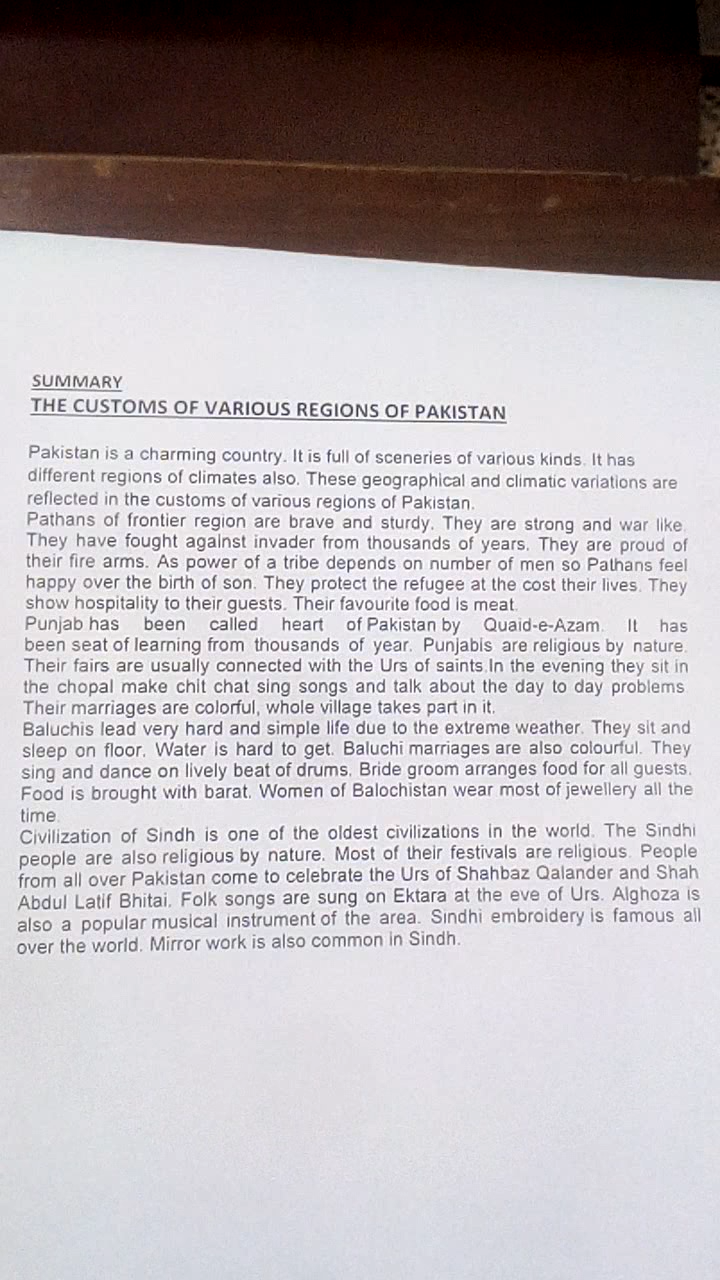 SUMMARY
THE CUSTOMS OF VARIOUS REGIONS OF PAKISTAN
Pakistan is a charming country. It is full of sceneries of various kinds. It has
different regions of climates also. These geographical and climatic variations are
reflected in the customs of various regions of Pakistan.
Pathans of frontier region are brave and sturdy. They are strong and war like.
They have fought against invader from thousands of years. They are proud of
their fire arms. As power of a tribe depends on number of men so Pathans feel
happy over the birth of son. They protect the refugee at the cost their lives. They
show hospitality to their guests. Their favourite food is meat.
Punjab has been called heart of Pakistan by Quaid-e-Azam. It has
been seat of learning from thousands of year. Punjabis are religious by nature.
Their fairs are usually connected with the Urs of saints.In the evening they sit in
the chopal make chit chat sing songs and talk about the day to day problems.
Their marriages are colorful, whole village takes part in it.
Baluchis lead very hard and simple life due to the extreme weather. They sit and
sleep on floor. Water is hard to get. Baluchi marriages are also colourful. They
sing and dance on lively beat of drums. Bride groom arranges food for all guests.
Food is brought with barat. Women of Balochistan wear most of jewellery all the
time.
Civilization of Sindh is one of the oldest civilizations in the world. The Sindhi
people are also religious by nature. Most of their festivals are religious. People
from all over Pakistan come to celebrate the Urs of Shahbaz Qalander and Shah
Abdul Latif Bhitai. Folk songs are sung on Ektara at the eve of Urs. Alghoza is
also a popular musical instrument of the area. Sindhi embroidery is famous all
over the world. Mirror work is also common in Sindh.